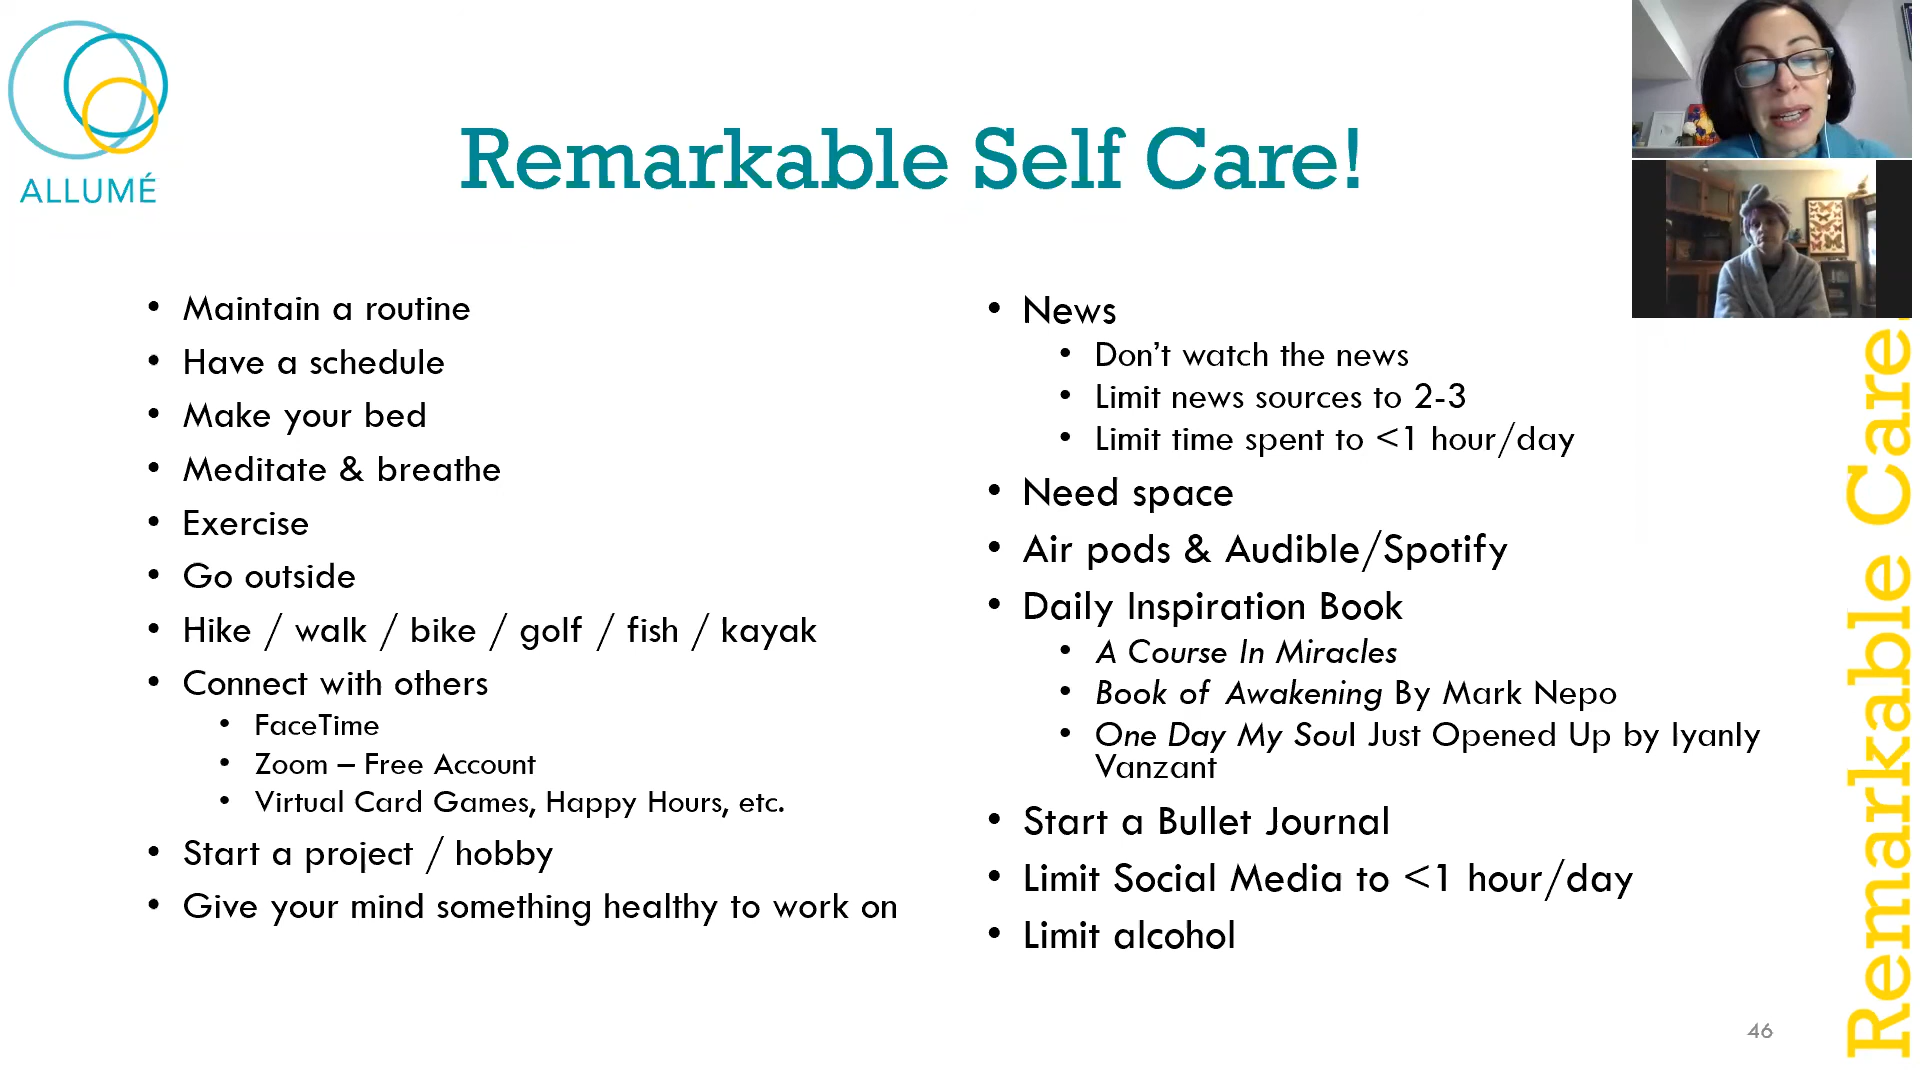 ALLUMÉ
Remarkable Self Care!
• Maintain a routine
• Have a schedule
• Make your bed
• Meditate & breathe
• Exercise
• Go outside
• Hike / walk / bike / golf / fish / kayak
• Connect with others
• FaceTime
• Zoom – Free Account
• Virtual Card Games, Happy Hours, etc.
• Start a project / hobby
• Give your mind something healthy to work on
• News
• Don’t watch the news
• Limit news sources to 2-3
• Limit time spent to <1 hour/day
• Need space
• Air pods & Audible/Spotify
• Daily Inspiration Book
• A Course In Miracles
• Book of Awakening By Mark Nepo
• One Day My Soul Just Opened Up by Iyanly
Vanzant
• Start a Bullet Journal
• Limit Social Media to <1 hour/day
• Limit alcohol
46
Remarkable Care